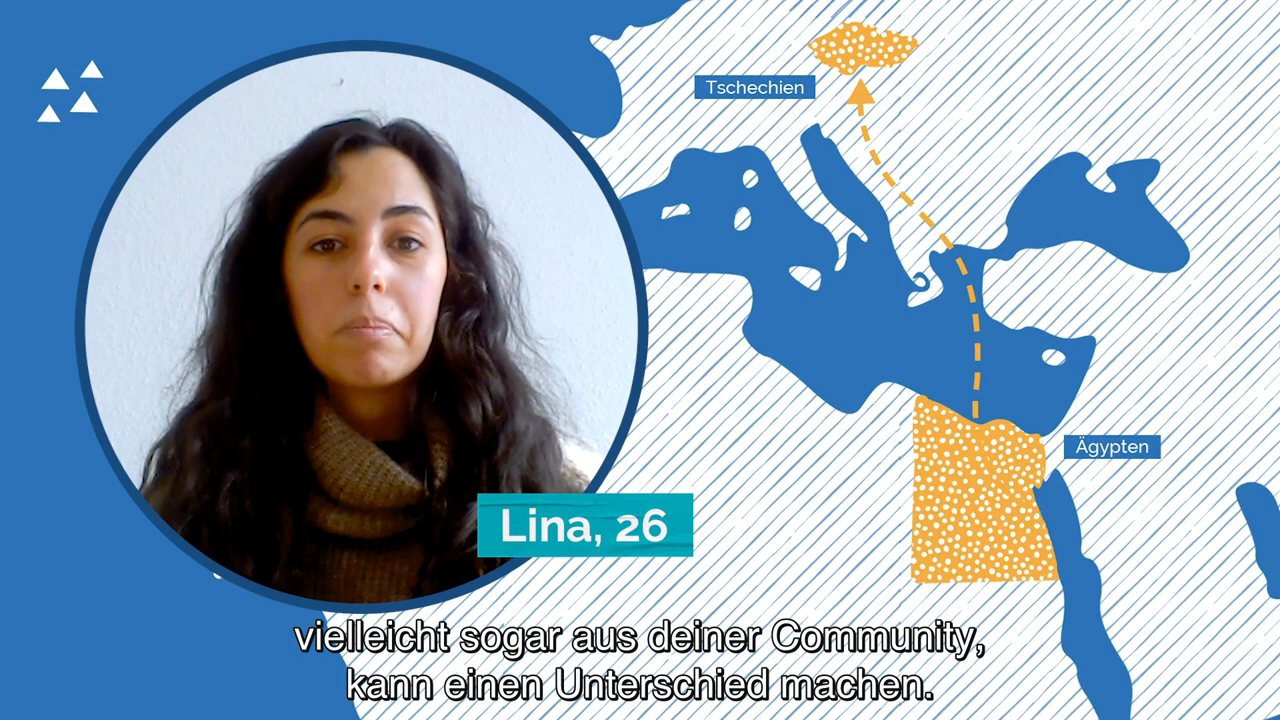 Tschechien
Ägypten
Lina, 26
vielleicht sogar aus deiner Community,
kann einen Unterschied machen.